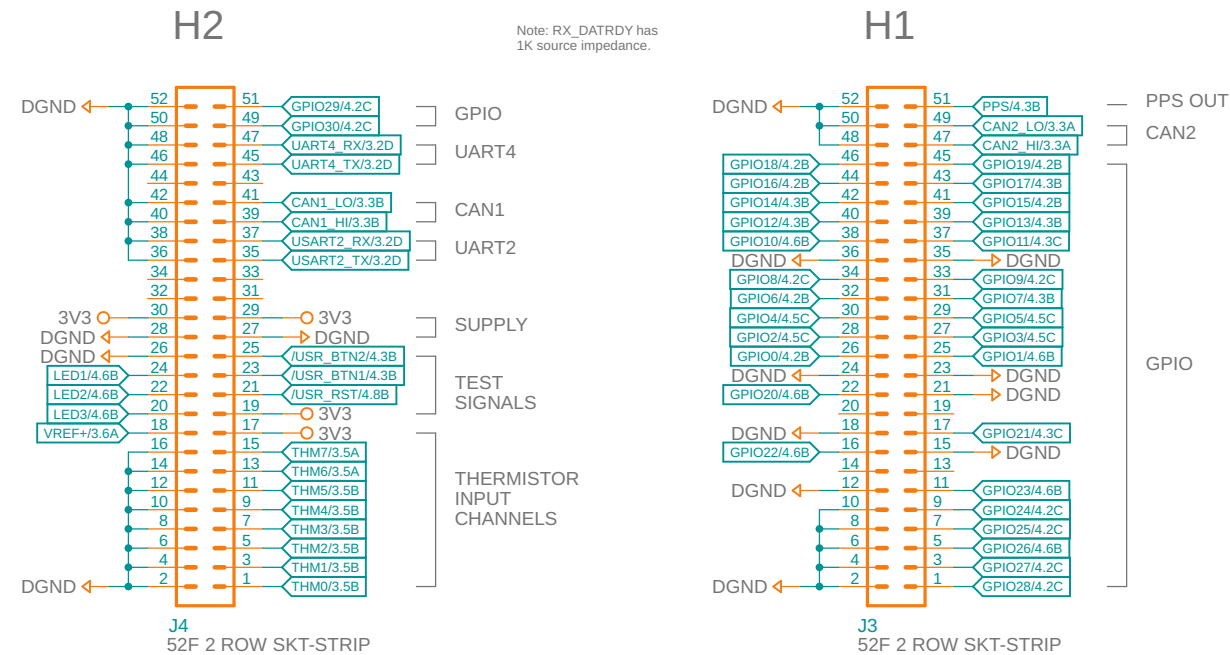 H2
Note: RX_DATRDY has
1K source impedance.
H1
DGND 52 51 GPIO29/4.2C
50 49 GPIO30/4.2C
GPIO
48 47 UART4_RX/3.2D
46 45 UART4_TX/3.2D
UART4
44 43
42 41 CAN1_LO/3.3B
40 39 CAN1_HI/3.3B
CAN1
38 37 USART2_RX/3.2D
36 35 USART2_TX/3.2D
UART2
34 33
32 31
3V3 30 29 3V3
DGND 28 27 DGND
SUPPLY
DGND 26 25 /USR_BTN2/4.3B
LED1/4.6B 24 23 /USR_BTN1/4.3B
LED2/4.6B 22 21 /USR_RST/4.8B
LED3/4.6B 20 19 3V3
TEST
SIGNALS
VREF+/3.6A 18 17 3V3
16 15 THM7/3.5A
14 13 THM6/3.5A
12 11 THM5/3.5B
10 9 THM4/3.5B
8 7 THM3/3.5B
6 5 THM2/3.5B
4 3 THM1/3.5B
DGND 2 1 THM0/3.5B
THERMISTOR
INPUT
CHANNELS
J4
52F 2 ROW SKT-STRIP
DGND 52 51 PPS/4.3B
PPS OUT
50 49 CAN2_LO/3.3A
48 47 CAN2_HI/3.3A
CAN2
GPIO18/4.2B 46 45 GPIO19/4.2B
GPIO16/4.2B 44 43 GPIO17/4.3B
GPIO14/4.3B 42 41 GPIO15/4.2B
GPIO12/4.3B 40 39 GPIO13/4.3B
GPIO10/4.6B 38 37 GPIO11/4.3C
DGND 36 35 DGND
GPIO8/4.2C 34 33 GPIO9/4.2C
GPIO6/4.2B 32 31 GPIO7/4.3B
GPIO4/4.5C 30 29 GPIO5/4.5C
GPIO2/4.5C 28 27 GPIO3/4.5C
GPIO0/4.2B 26 25 GPIO1/4.6B
DGND 24 23 DGND
GPIO20/4.6B 22 21 DGND
20 19
DGND 18 17 GPIO21/4.3C
GPIO22/4.6B 16 15 DGND
14 13
DGND 12 11 GPIO23/4.6B
10 9 GPIO24/4.2C
8 7 GPIO25/4.2C
6 5 GPIO26/4.6B
4 3 GPIO27/4.2C
DGND 2 1 GPIO28/4.2C
GPIO
J3
52F 2 ROW SKT-STRIP